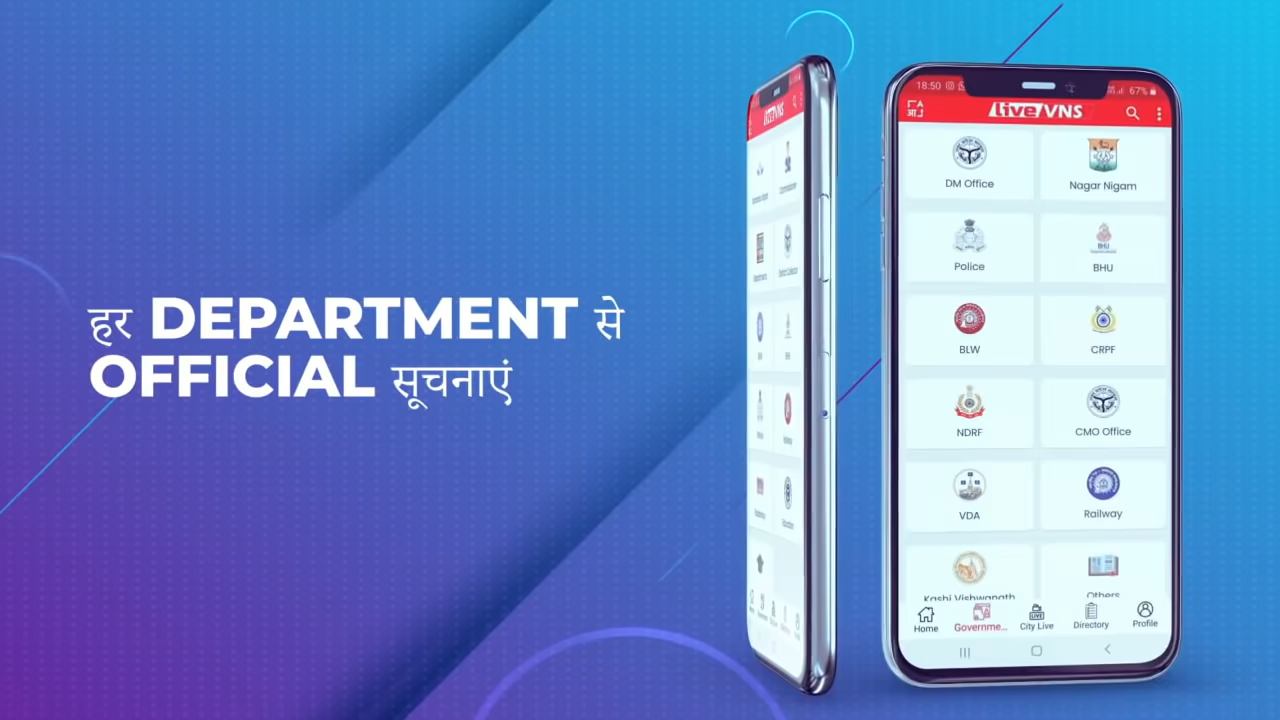 हर DEPARTMENT से
OFFICIAL सूचनाएं
18:50
67%
Live VNS
DM Office
Nagar Nigam
Police
BHU
BLW
CRPF
NDRF
CMO Office
VDA
Railway
Kashi Vishwanath
Others
Home
Governme...
City Live
Directory
Profile